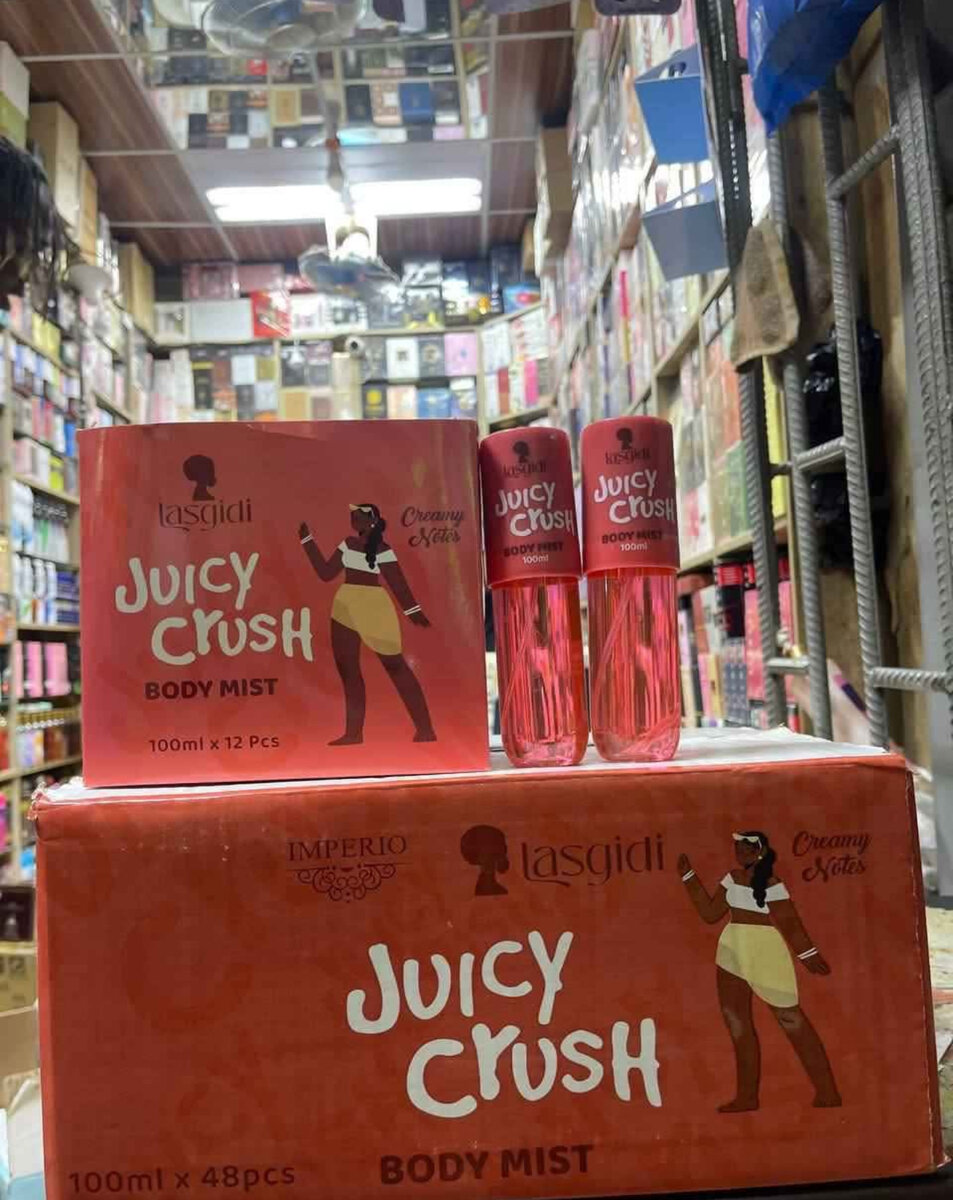 Lasgidi
Creamy
Notes
JUICY
CRUSH
BODY MIST
100ml x 12 Pcs
Lasgidi
JUICY
CRUSH
BODY MIST
100ml
Lasgidi
JUICY
CRUSH
BODY MIST
100ml
IMPERIO
Lasgidi
Creamy
Notes
JUICY
CRUSH
BODY MIST
100ml x 48pcs